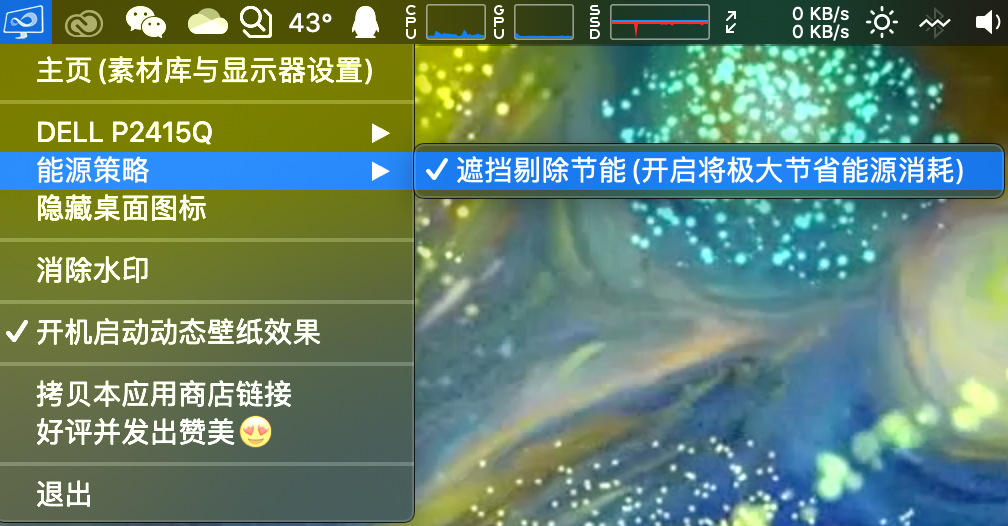 43°
CPU
GPU
SSD
0 KB/s
0 KB/s
主页 (素材库与显示器设置)
DELL P2415Q
能源策略
✓ 遮挡剔除节能 (开启将极大节省能源消耗)
隐藏桌面图标
消除水印
✓ 开机启动动态壁纸效果
拷贝本应用商店链接
好评并发出赞美😍
退出